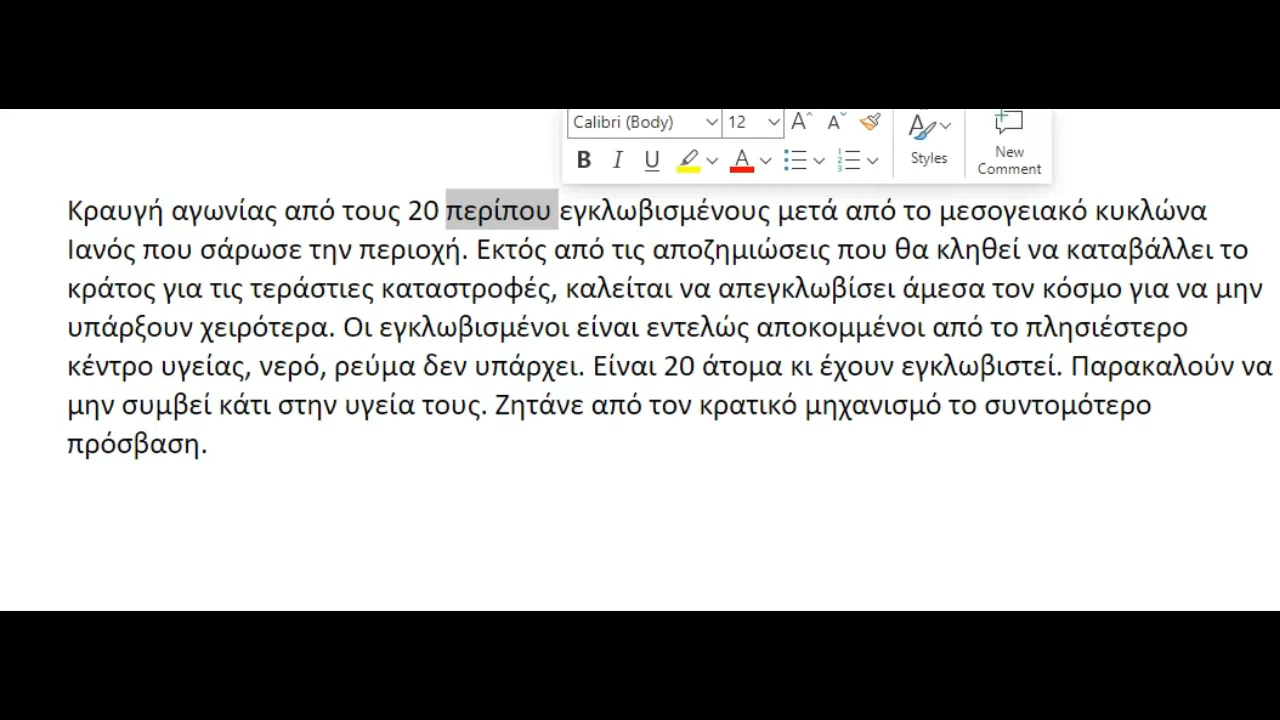 Calibri (Body) 12
B I U A Styles New Comment
Κραυγή αγωνίας από τους 20 περίπου εγκλωβισμένους μετά από το μεσογειακό κυκλώνα
Ιανός που σάρωσε την περιοχή. Εκτός από τις αποζημιώσεις που θα κληθεί να καταβάλλει το
κράτος για τις τεράστιες καταστροφές, καλείται να απεγκλωβίσει άμεσα τον κόσμο για να μην
υπάρξουν χειρότερα. Οι εγκλωβισμένοι είναι εντελώς αποκομμένοι από το πλησιέστερο
κέντρο υγείας, νερό, ρεύμα δεν υπάρχει. Είναι 20 άτομα κι έχουν εγκλωβιστεί. Παρακαλούν να
μην συμβεί κάτι στην υγεία τους. Ζητάνε από τον κρατικό μηχανισμό το συντομότερο
πρόσβαση.